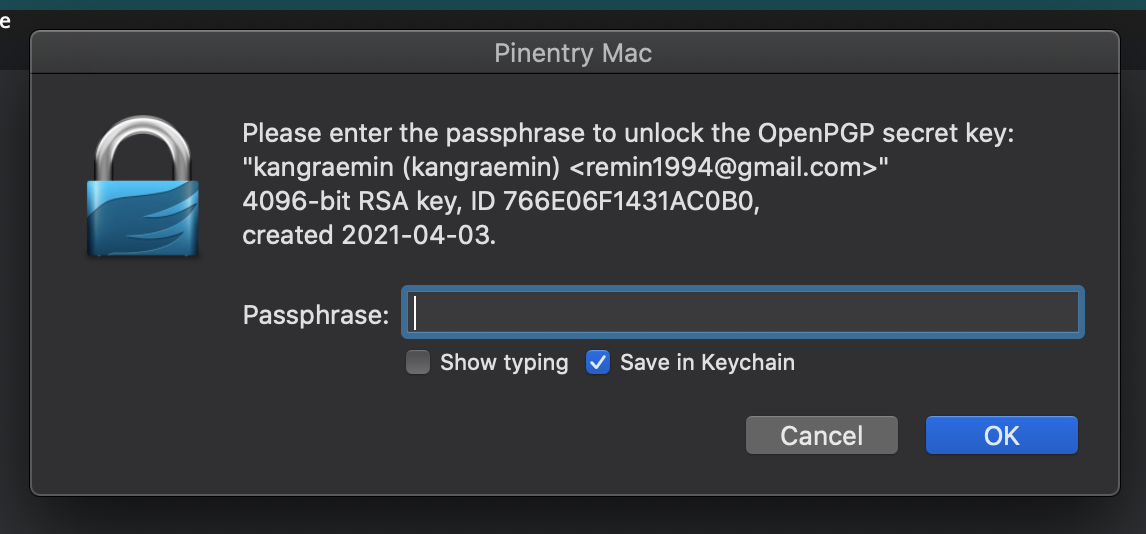 e
Pinentry Mac
Please enter the passphrase to unlock the OpenPGP secret key:
"kangraemin (kangraemin) <remin1994@gmail.com>"
4096-bit RSA key, ID 766E06F1431AC0B0,
created 2021-04-03.
Passphrase:
Show typing Save in Keychain
Cancel OK